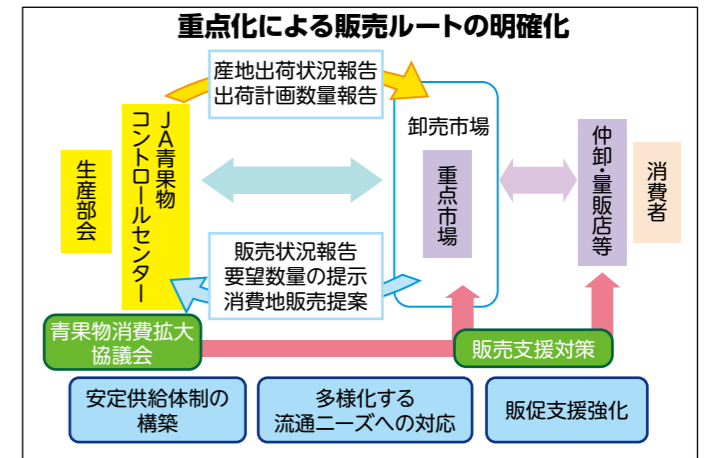 重点化による販売ルートの明確化
産地出荷状況報告
出荷計画数量報告
生産部会
JA青果物
コントロールセンター
卸売市場
重点市場
仲卸・量販店等
消費者
販売状況報告
要望数量の提示
消費地販売提案
青果物消費拡大
協議会
販売支援対策
安定供給体制の
構築
多様化する
流通ニーズへの対応
販促支援強化